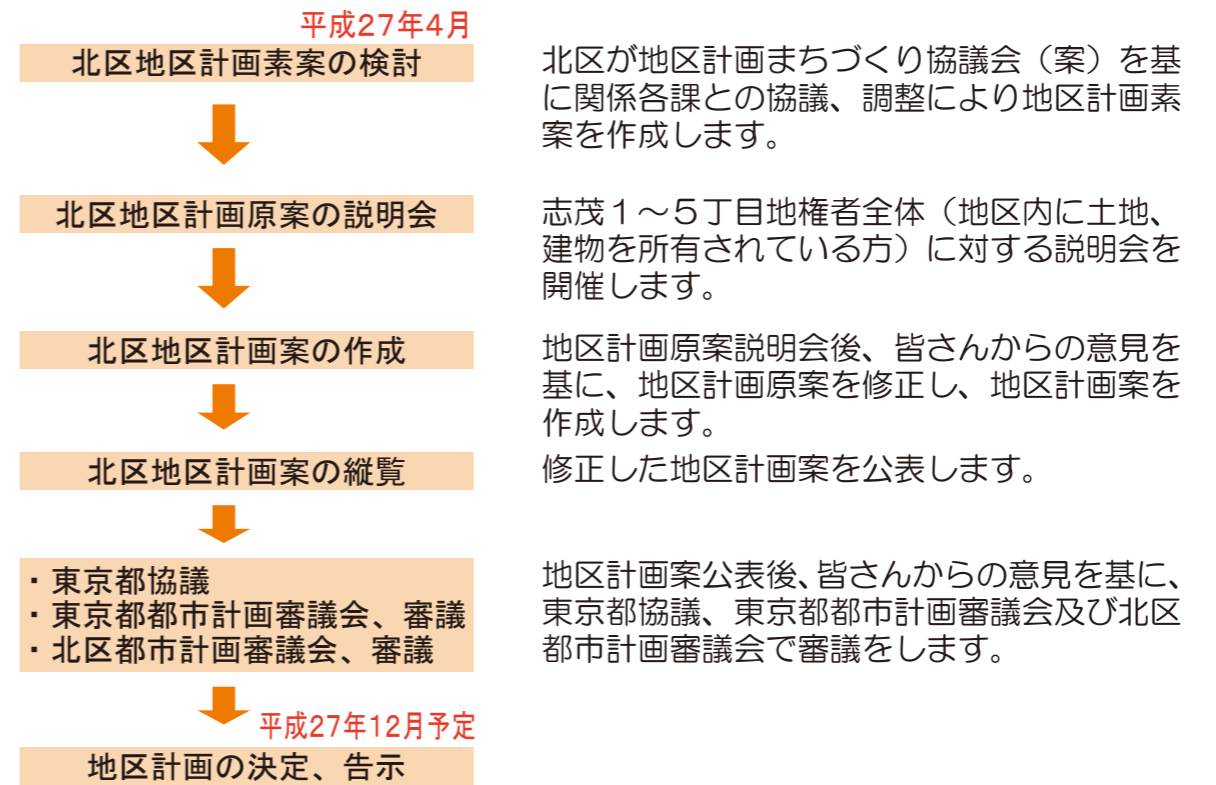 平成27年4月
北区地区計画素案の検討
北区が地区計画まちづくり協議会(案)を基
に関係各課との協議、調整により地区計画素
案を作成します。
北区地区計画原案の説明会
志茂1〜5丁目地権者全体(地区内に土地、
建物を所有されている方)に対する説明会を
開催します。
北区地区計画案の作成
地区計画原案説明会後、皆さんからの意見を
基に、地区計画原案を修正し、地区計画案を
作成します。
北区地区計画案の縦覧
修正した地区計画案を公表します。
・東京都協議
・東京都都市計画審議会、審議
・北区都市計画審議会、審議
地区計画案公表後、皆さんからの意見を基に、
東京都協議、東京都都市計画審議会及び北区
都市計画審議会で審議をします。
平成27年12月予定
地区計画の決定、告示